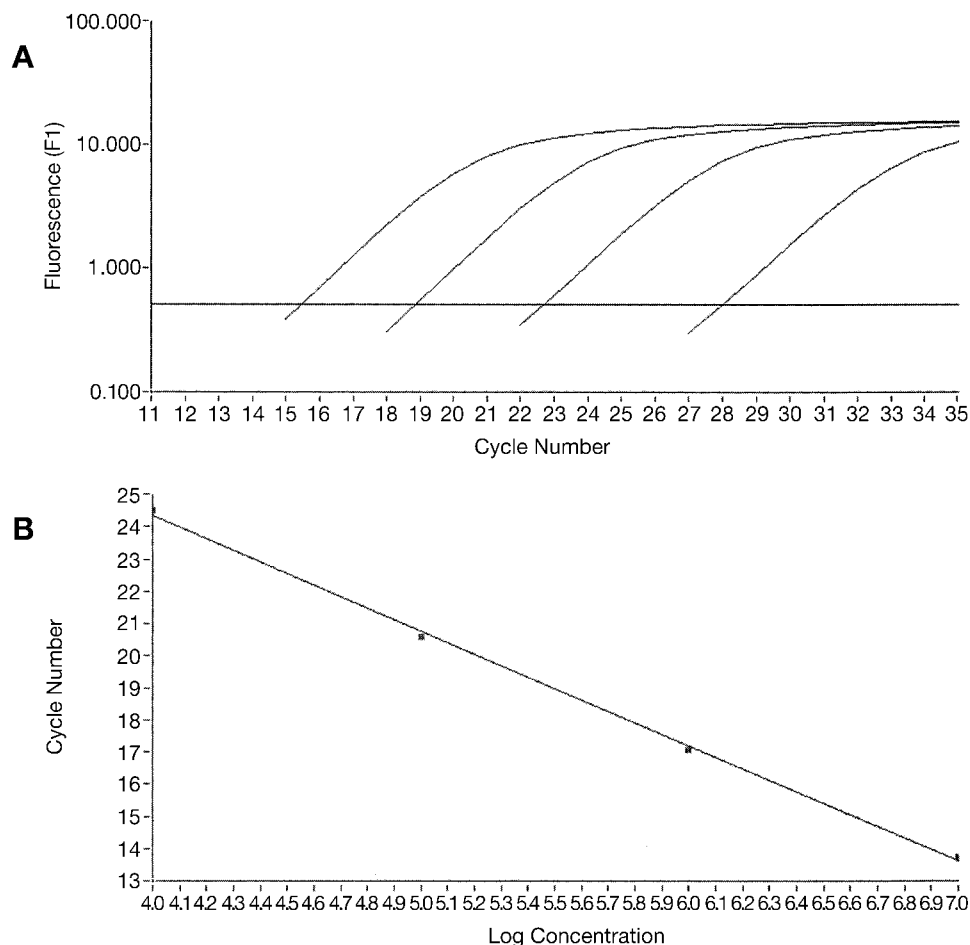 A
Fluorescence (F1)
100.000
10.000
1.000
0.100
11 12 13 14 15 16 17 18 19 20 21 22 23 24 25 26 27 28 29 30 31 32 33 34 35
Cycle Number
B
Cycle Number
25
24
23
22
21
20
19
18
17
16
15
14
13
4.0 4.1 4.2 4.3 4.4 4.5 4.6 4.7 4.8 4.9 5.0 5.1 5.2 5.3 5.4 5.5 5.6 5.7 5.8 5.9 6.0 6.1 6.2 6.3 6.4 6.5 6.6 6.7 6.8 6.9 7.0
Log Concentration